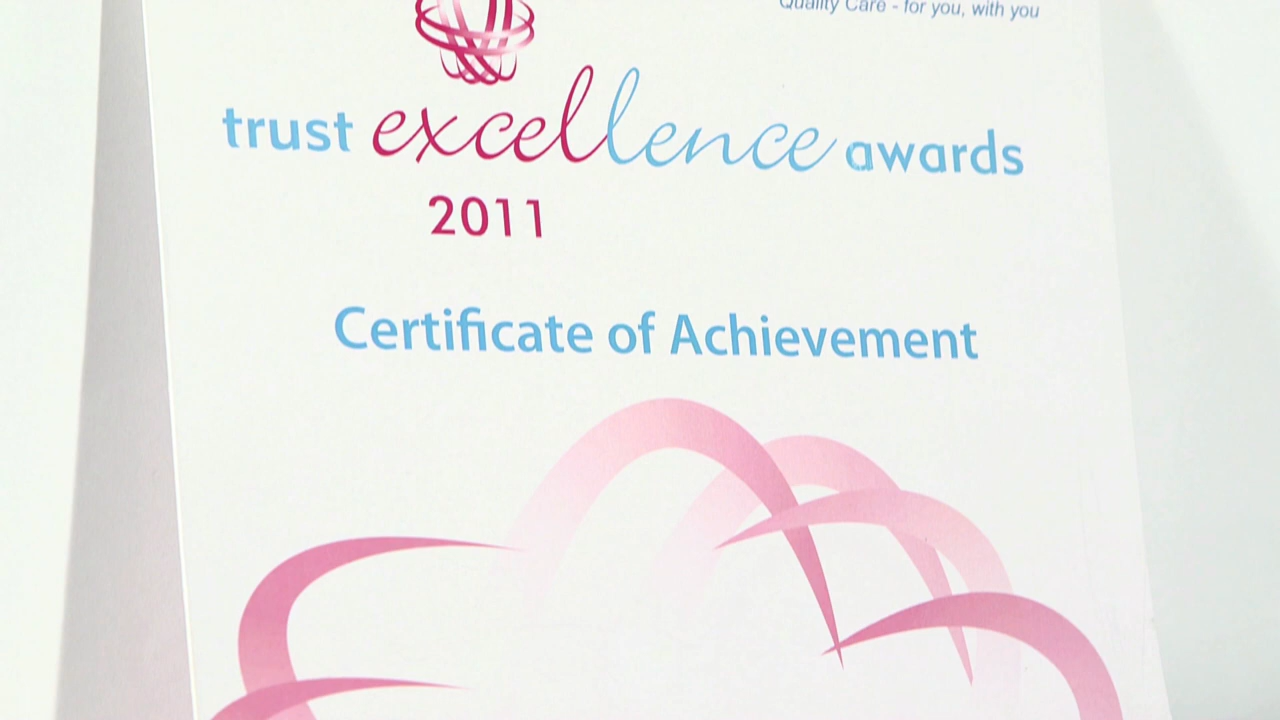 Quality Care - for you, with you
trust excellence awards
2011
Certificate of Achievement